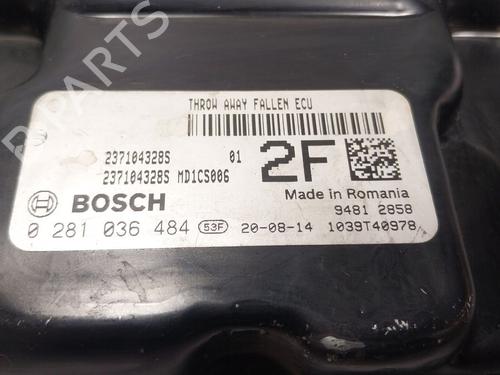 THROW AWAY FALLEN ECU
237104328S 01
237104328S MD1CS006
2F
Made in Romania
BOSCH
9481 2858
0 281 036 484 53F 20-08-14 1039T40978
B-PARTS